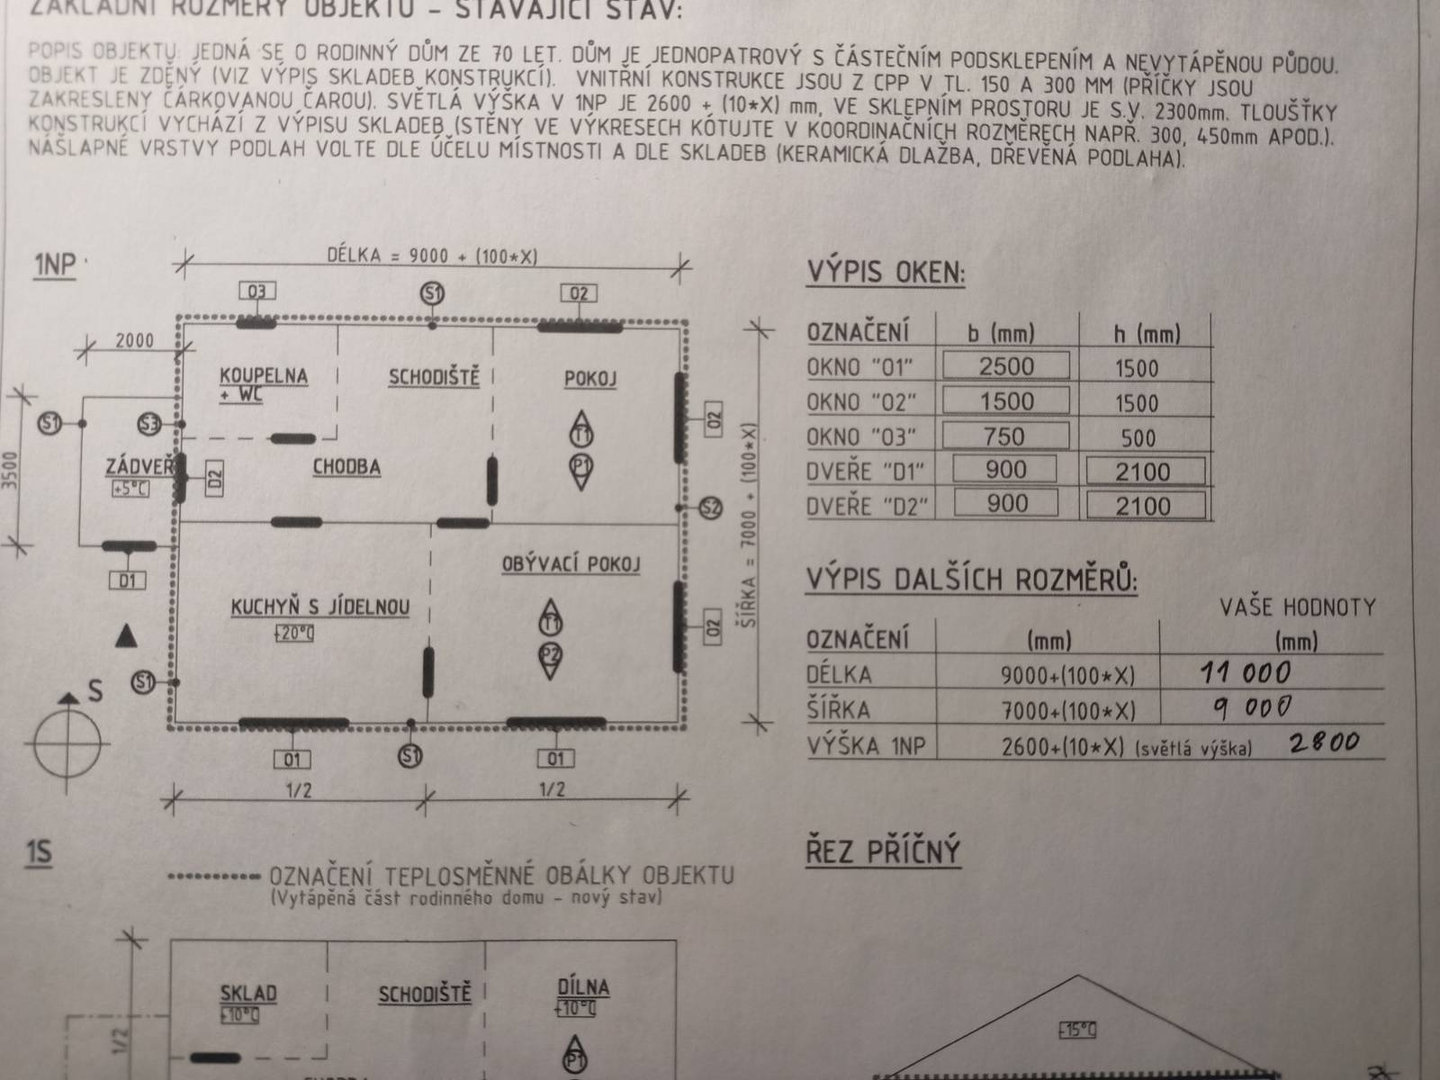 ZÁKLADNÍ ROZMĚRY OBJEKTU – STÁVAJÍCÍ STAV:
POPIS OBJEKTU: JEDNÁ SE O RODINNÝ DŮM ZE 70 LET. DŮM JE JEDNOPATROVÝ S ČÁSTEČNÍM PODSKLEPENÍM A NEVYTÁPĚNOU PŮDOU.
OBJEKT JE ZDĚNÝ (VIZ VÝPIS SKLADEB KONSTRUKCÍ). VNITŘNÍ KONSTRUKCE JSOU Z CPP V TL. 150 A 300 MM (PŘÍČKY JSOU
ZAKRESLENY ČÁRKOVANOU ČAROU). SVĚTLÁ VÝŠKA V 1NP JE 2600 + (10*X) mm, VE SKLEPNÍM PROSTORU JE S.V. 2300mm. TLOUŠŤKY
KONSTRUKCÍ VYCHÁZÍ Z VÝPISU SKLADEB (STĚNY VE VÝKRESECH KÓTUJTE V KOORDINAČNÍCH ROZMĚRECH NAPŘ. 300, 450mm APOD.).
NÁŠLAPNÉ VRSTVY PODLAH VOLTE DLE ÚČELU MÍSTNOSTI A DLE SKLADEB (KERAMICKÁ DLAŽBA, DŘEVĚNÁ PODLAHA).
1NP
DÉLKA = 9000 + (100*X)
O3
S1
O2
2000
KOUPELNA
+ WC
SCHODIŠTĚ
POKOJ
S1
S3
T1
O2
3500
ZÁDVEŘ
+5°C
D2
CHODBA
P1
S2
ŠÍŘKA = 7000 + (100*X)
D1
OBÝVACÍ POKOJ
KUCHYŇ S JÍDELNOU
+20°C
T1
P2
O2
S
S1
O1
S1
O1
1/2
1/2
VÝPIS OKEN:
OZNAČENÍ b (mm) h (mm)
OKNO "O1" 2500 1500
OKNO "O2" 1500 1500
OKNO "O3" 750 500
DVEŘE "D1" 900 2100
DVEŘE "D2" 900 2100
VÝPIS DALŠÍCH ROZMĚRŮ:
VAŠE HODNOTY
OZNAČENÍ (mm) (mm)
DÉLKA 9000+(100*X) 11 000
ŠÍŘKA 7000+(100*X) 9 000
VÝŠKA 1NP 2600+(10*X) (světlá výška) 2800
1S
OZNAČENÍ TEPLOSMĚNNÉ OBÁLKY OBJEKTU
(Vytápěná část rodinného domu – nový stav)
SKLAD
+10°C
SCHODIŠTĚ
DÍLNA
+10°C
1/2
P1
ŘEZ PŘÍČNÝ
-15°C